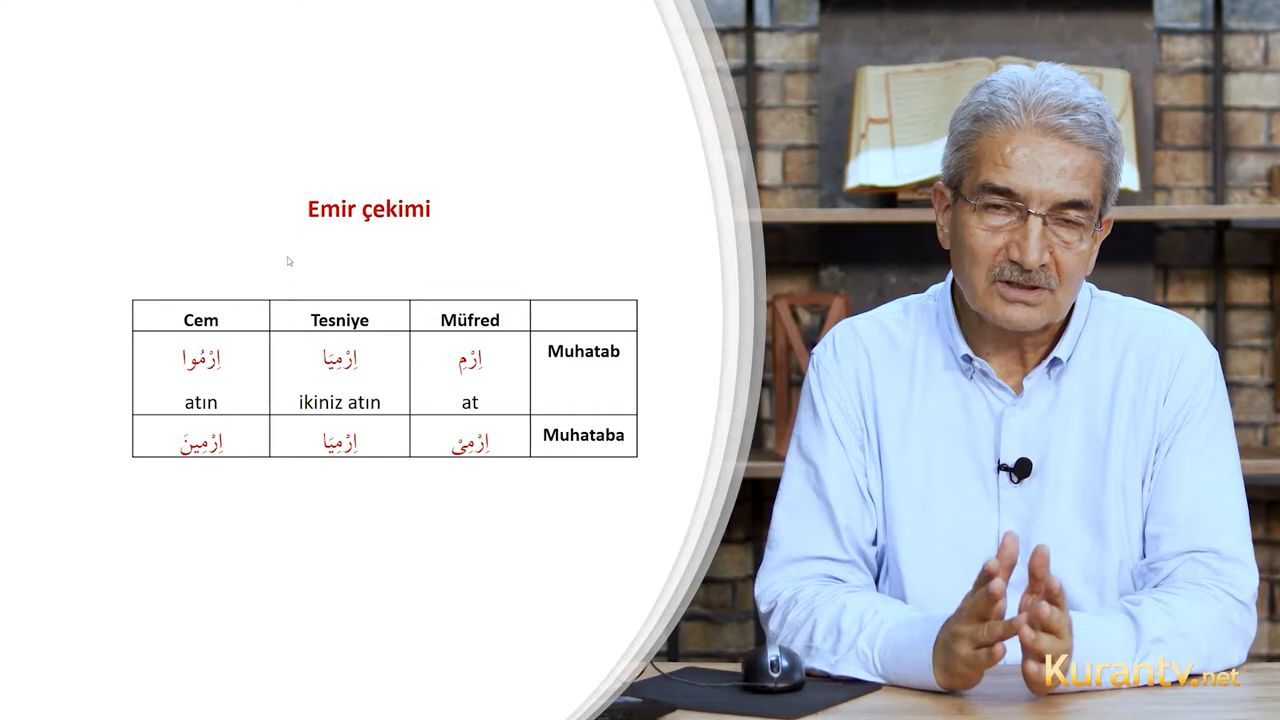 Emir çekimi
Cem Tesniye Müfred
اِرْمُوا اِرْمِيَا اِرْمِ Muhatab
atın ikiniz atın at
اِرْمِينَ اِرْمِيَا اِرْمِىْ Muhataba
Kurantv.net